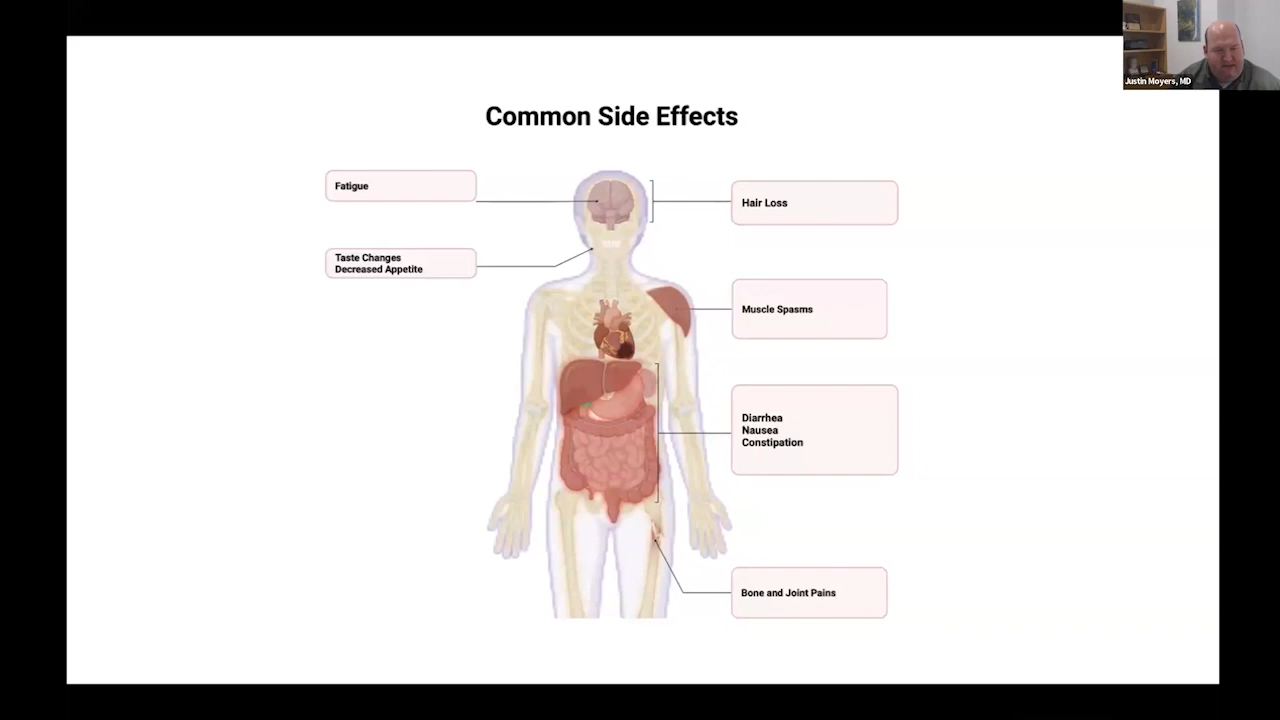 Justin Moyers, MD
Common Side Effects
Fatigue
Hair Loss
Taste Changes
Decreased Appetite
Muscle Spasms
Diarrhea
Nausea
Constipation
Bone and Joint Pains